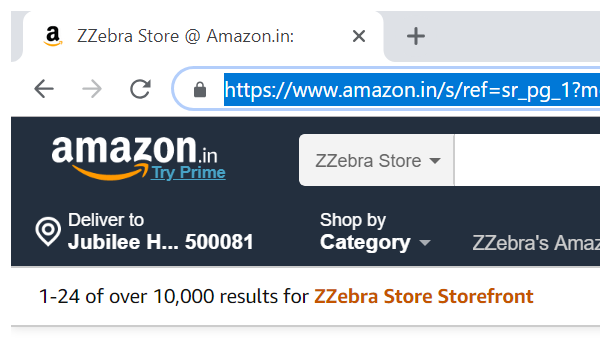 ZZebra Store @ Amazon.in:
https://www.amazon.in/s/ref=sr_pg_1?m
amazon.in
Try Prime
ZZebra Store
Deliver to
Jubilee H... 500081
Shop by
Category
ZZebra's Amaz
1-24 of over 10,000 results for ZZebra Store Storefront